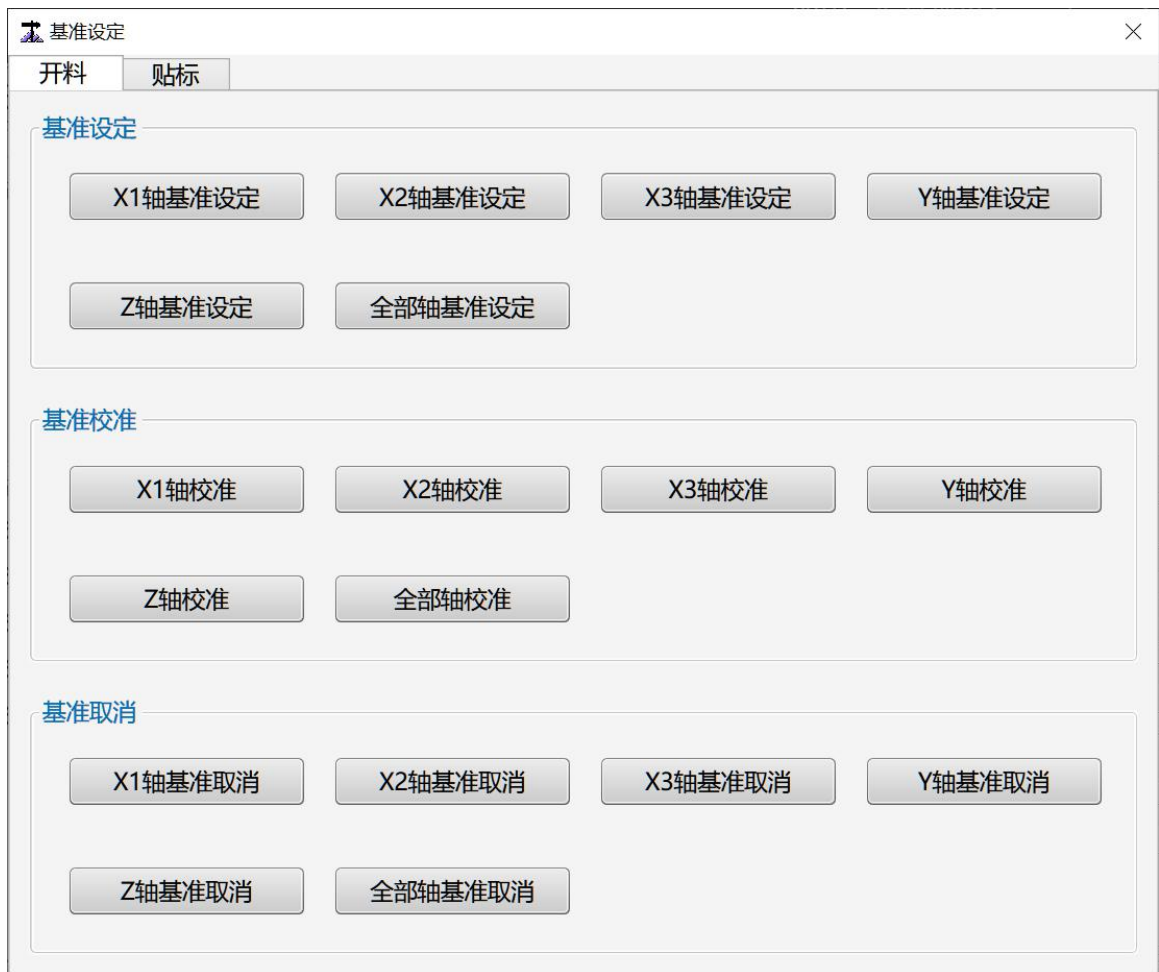 基准设定
开料 贴标
基准设定
X1轴基准设定 X2轴基准设定 X3轴基准设定 Y轴基准设定
Z轴基准设定 全部轴基准设定
基准校准
X1轴校准 X2轴校准 X3轴校准 Y轴校准
Z轴校准 全部轴校准
基准取消
X1轴基准取消 X2轴基准取消 X3轴基准取消 Y轴基准取消
Z轴基准取消 全部轴基准取消